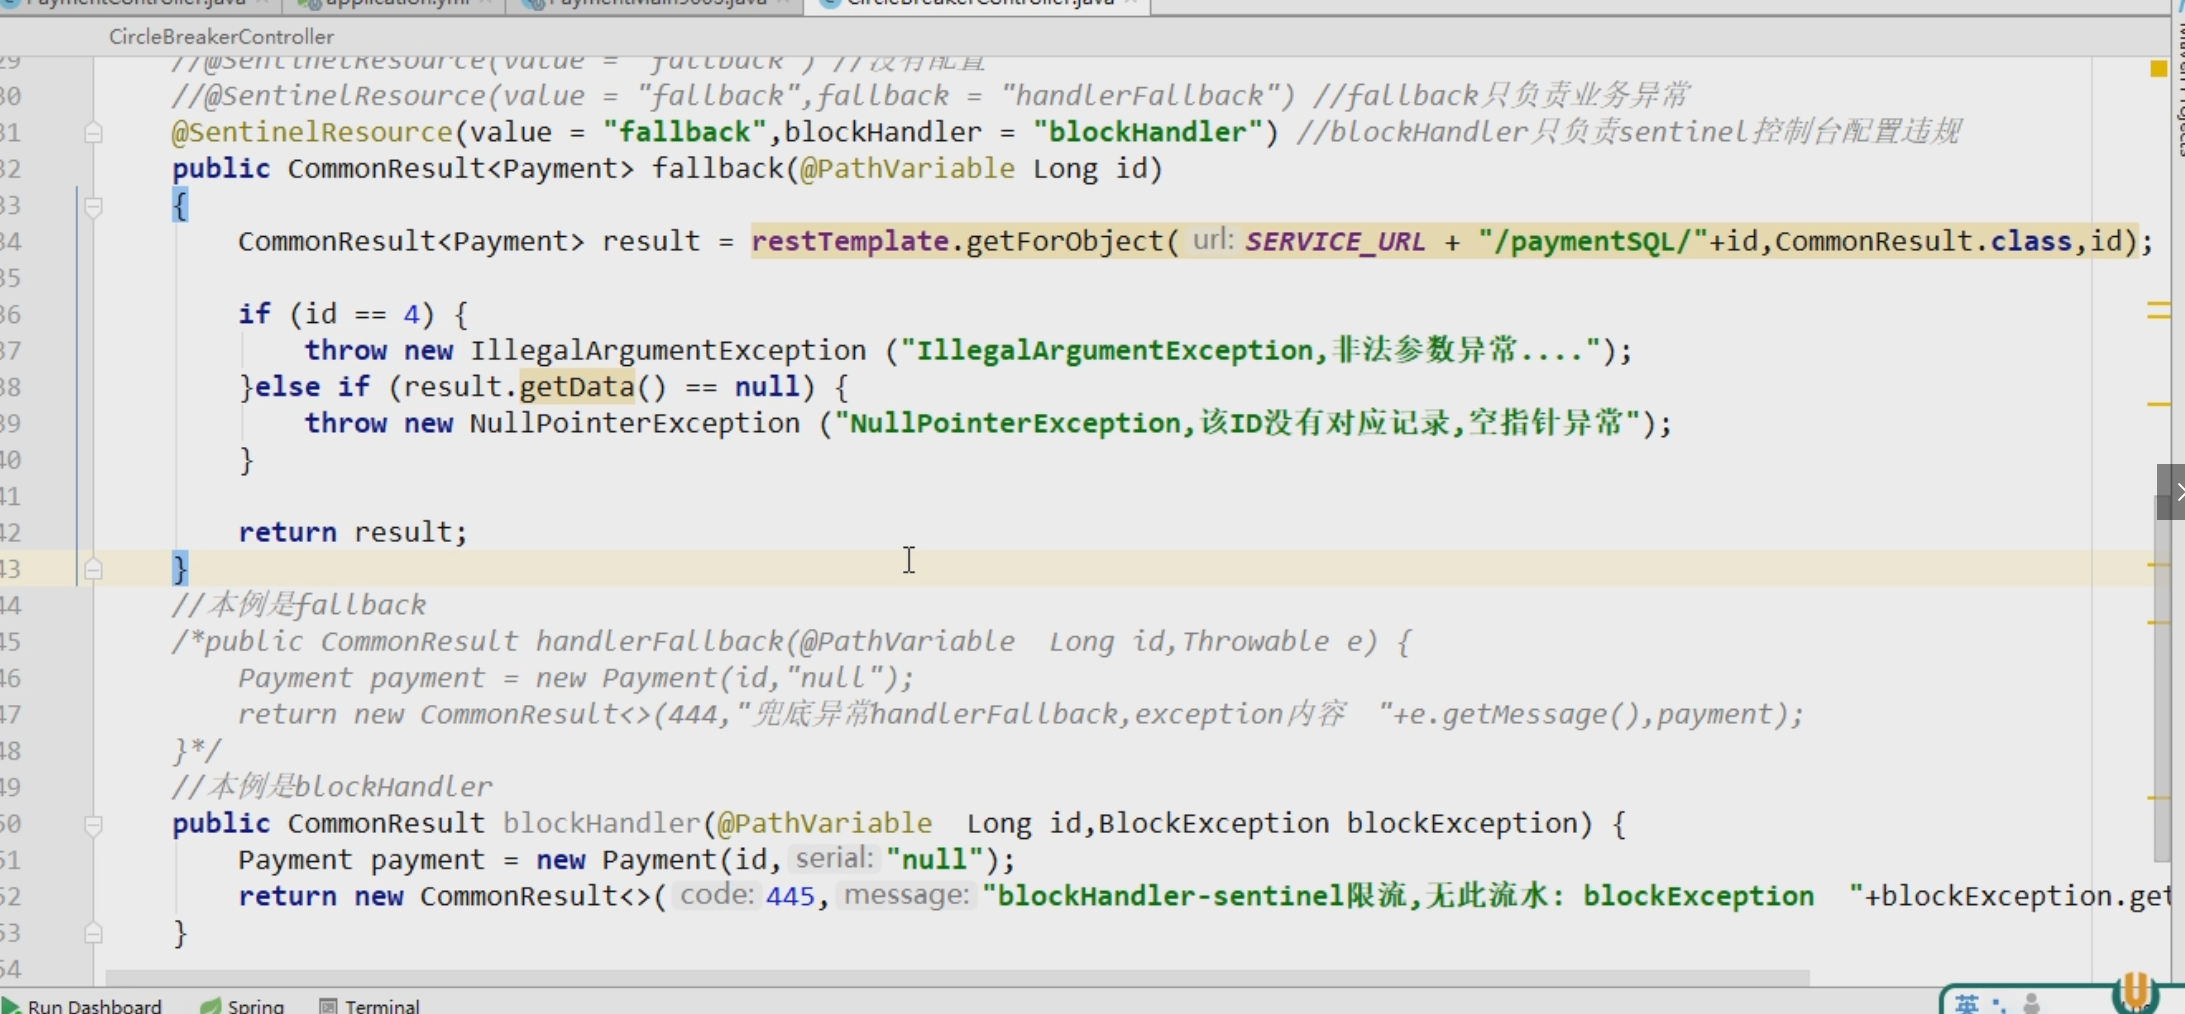 PaymentController.java application.yml PaymentMain9003.java CircleBreakerController.java
CircleBreakerController
29 //@SentinelResource(value = "fallback") //没有配置
30 //@SentinelResource(value = "fallback",fallback = "handlerFallback") //fallback只负责业务异常
31 @SentinelResource(value = "fallback",blockHandler = "blockHandler") //blockHandler只负责sentinel控制台配置违规
32 public CommonResult<Payment> fallback(@PathVariable Long id)
33 {
34 CommonResult<Payment> result = restTemplate.getForObject( url: SERVICE_URL + "/paymentSQL/"+id,CommonResult.class,id);
35
36 if (id == 4) {
37 throw new IllegalArgumentException ("IllegalArgumentException,非法参数异常....");
38 }else if (result.getData() == null) {
39 throw new NullPointerException ("NullPointerException,该ID没有对应记录,空指针异常");
40 }
41
42 return result;
43 }
44 //本例是fallback
45 /*public CommonResult handlerFallback(@PathVariable  Long id,Throwable e) {
46 Payment payment = new Payment(id,"null");
47 return new CommonResult<>(444,"兜底异常handlerFallback,exception内容  "+e.getMessage(),payment);
48 }*/
49 //本例是blockHandler
50 public CommonResult blockHandler(@PathVariable  Long id,BlockException blockException) {
51 Payment payment = new Payment(id, serial: "null");
52 return new CommonResult<>( code: 445, message: "blockHandler-sentinel限流,无此流水: blockException  "+blockException.get
53 }
54
Run Dashboard Spring Terminal
英